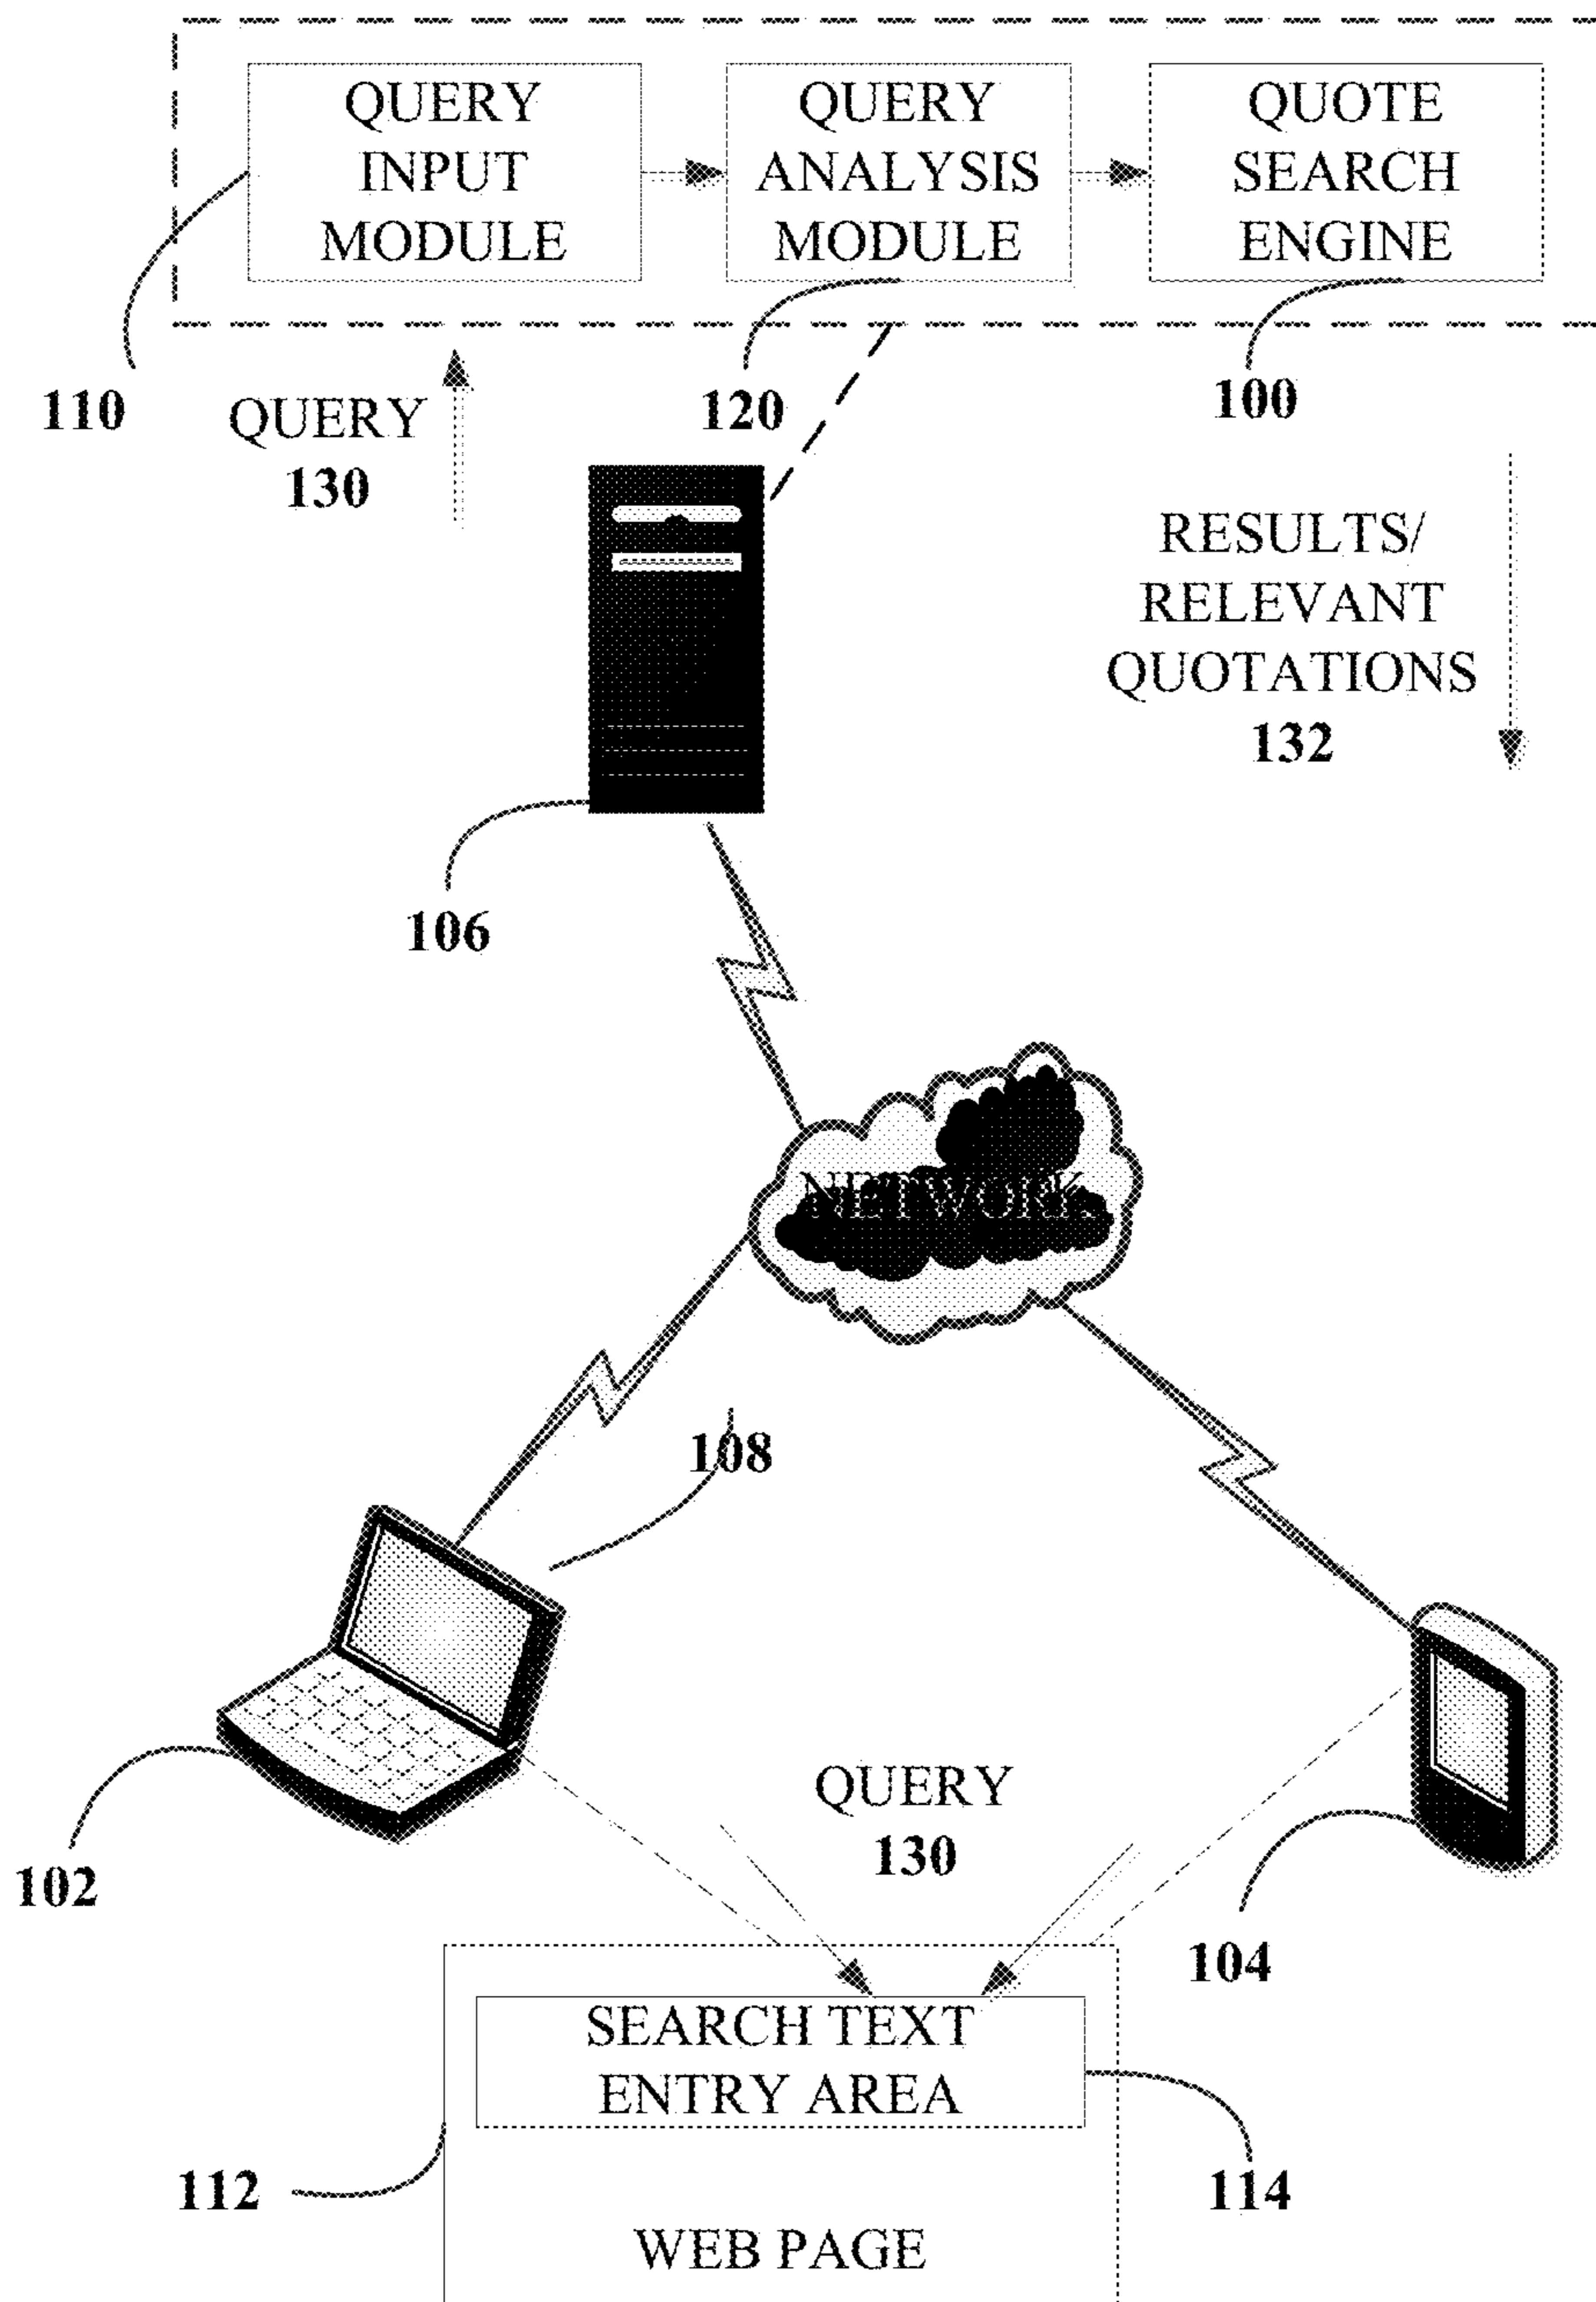 QUERY
INPUT
MODULE
QUERY
ANALYSIS
MODULE
QUOTE
SEARCH
ENGINE
110
QUERY
130
120
100
RESULTS/
RELEVANT
QUOTATIONS
132
106
NETWORK
108
102
QUERY
130
104
SEARCH TEXT
ENTRY AREA
112
114
WEB PAGE